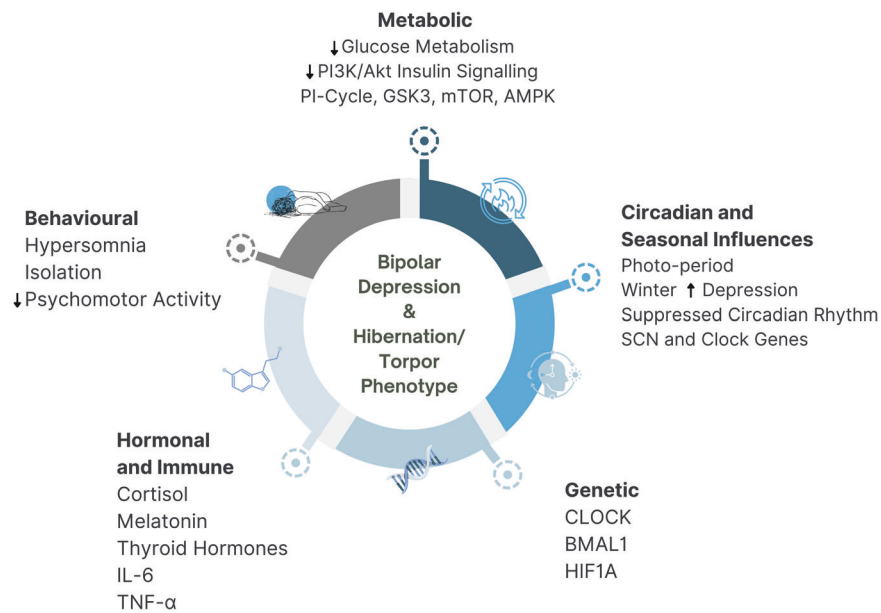 Metabolic
↓Glucose Metabolism
↓PI3K/Akt Insulin Signalling
PI-Cycle, GSK3, mTOR, AMPK
Circadian and
Seasonal Influences
Photo-period
Winter ↑ Depression
Suppressed Circadian Rhythm
SCN and Clock Genes
Genetic
CLOCK
BMAL1
HIF1A
Hormonal
and Immune
Cortisol
Melatonin
Thyroid Hormones
IL-6
TNF-α
Behavioural
Hypersomnia
Isolation
↓Psychomotor Activity
Bipolar
Depression
&
Hibernation/
Torpor
Phenotype